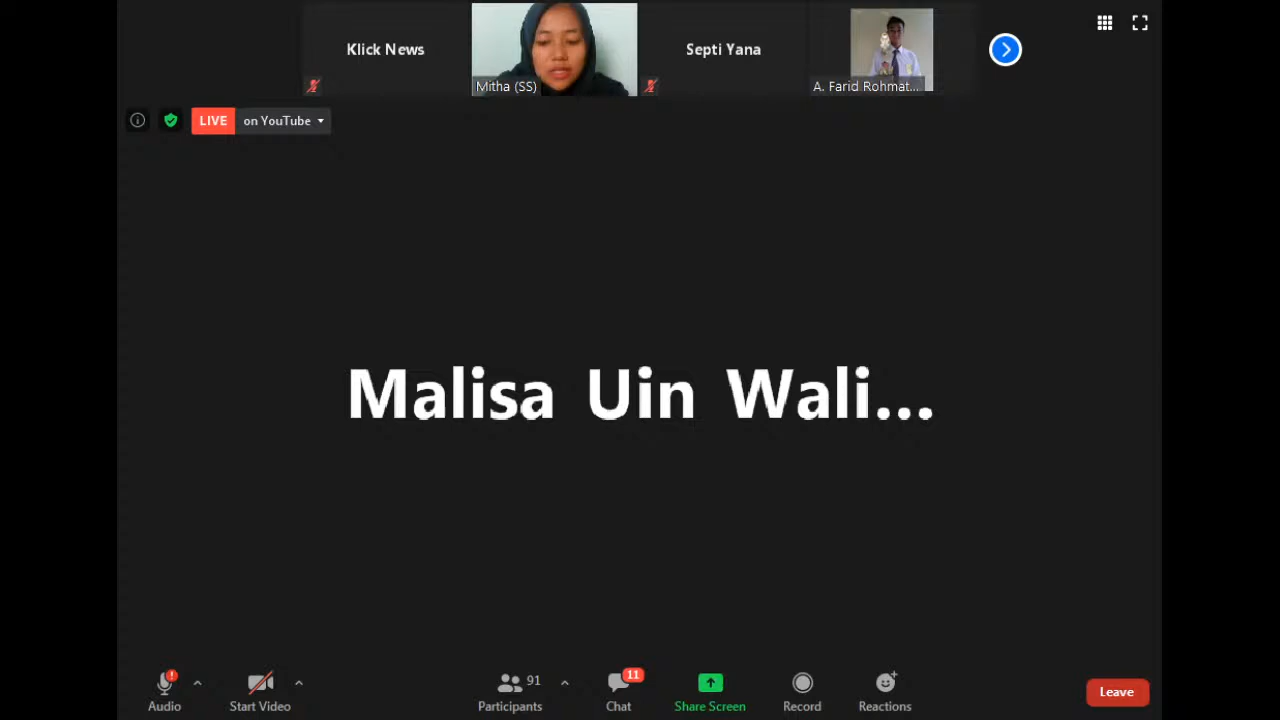 Klick News
Mitha (SS)
Septi Yana
A. Farid Rohmat...
LIVE on YouTube
Malisa Uin Wali...
Audio
Start Video
91
Participants
11
Chat
Share Screen
Record
Reactions
Leave